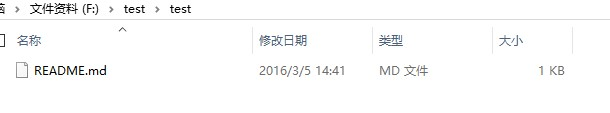 文件资料 (F:) › test › test
名称 修改日期 类型 大小
README.md 2016/3/5 14:41 MD 文件 1 KB